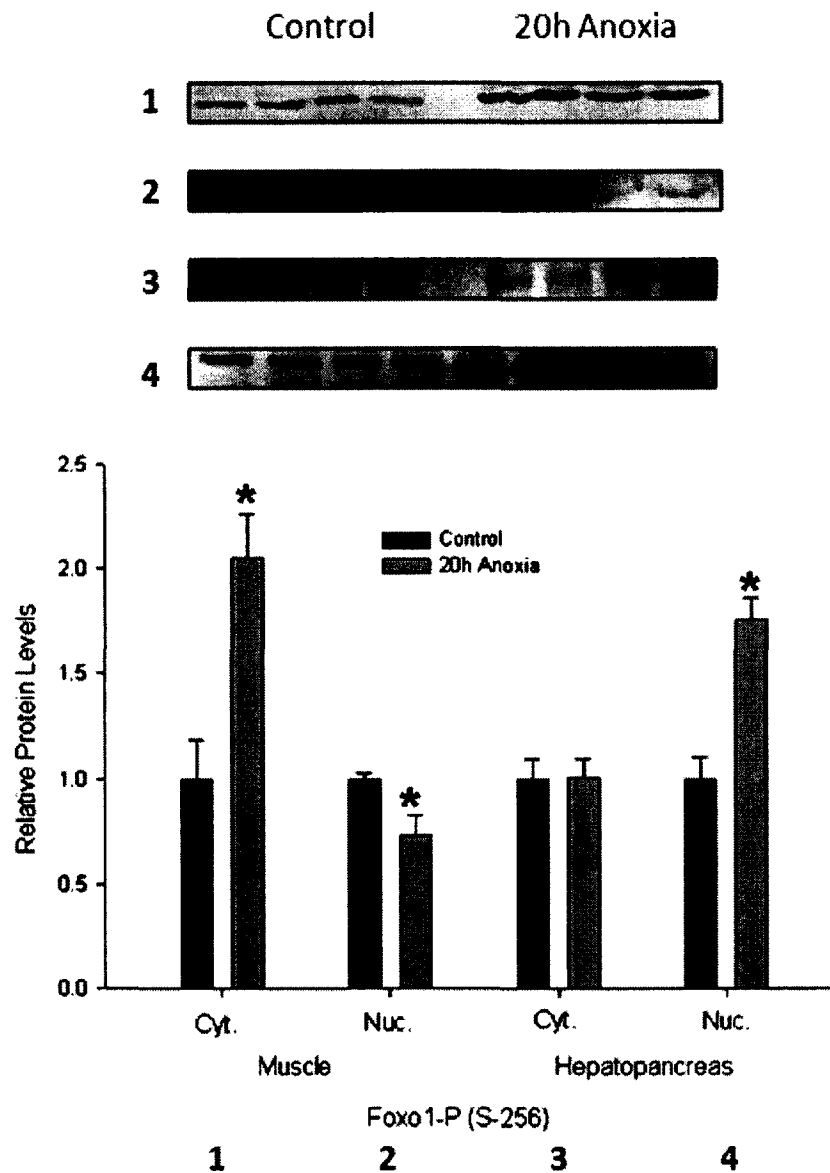 Control 20h Anoxia
1
2
3
4
2.5
2.0
1.5
1.0
0.5
0.0
Relative Protein Levels
*
*
*
Control
20h Anoxia
Cyt. Nuc. Cyt. Nuc.
Muscle Hepatopancreas
Foxo1-P (S-256)
1 2 3 4